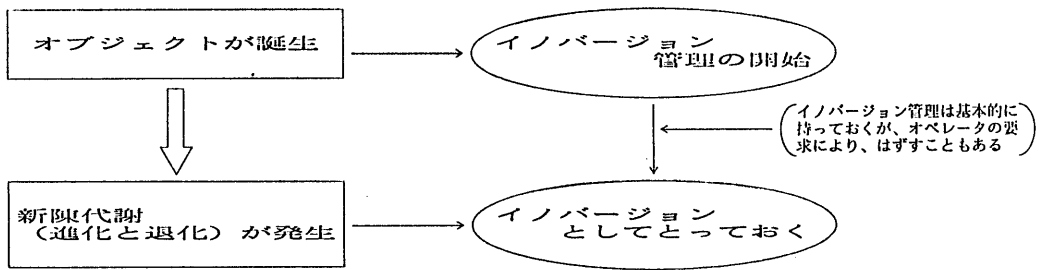 オブジェクトが誕生
イノバージョン
管理の開始
イノバージョン管理は基本的に
持っておくが、オペレータの要
求により、はずすこともある
新陳代謝
(進化と退化) が発生
イノバージョン
としてとっておく